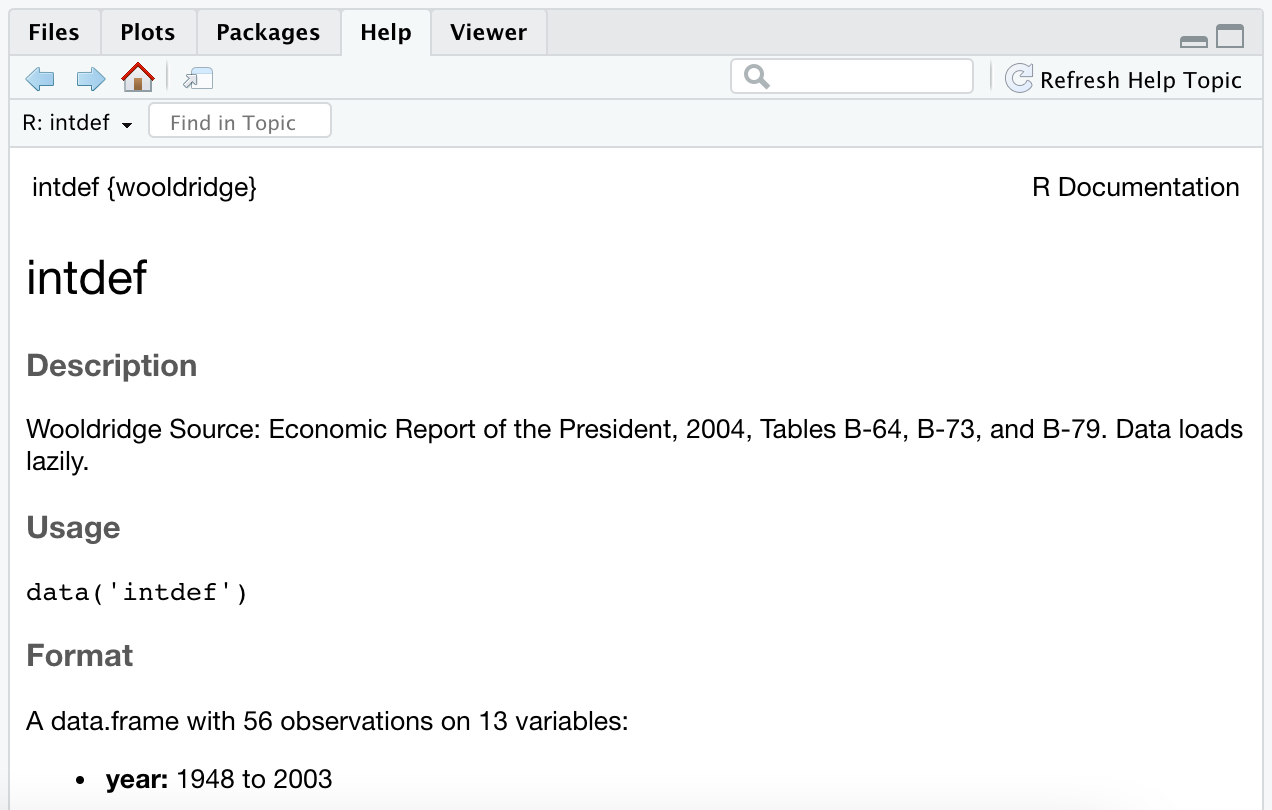 Files Plots Packages Help Viewer
Refresh Help Topic
R: intdef Find in Topic
intdef {wooldridge} R Documentation
intdef
Description
Wooldridge Source: Economic Report of the President, 2004, Tables B-64, B-73, and B-79. Data loads
lazily.
Usage
data('intdef')
Format
A data.frame with 56 observations on 13 variables:
• year: 1948 to 2003